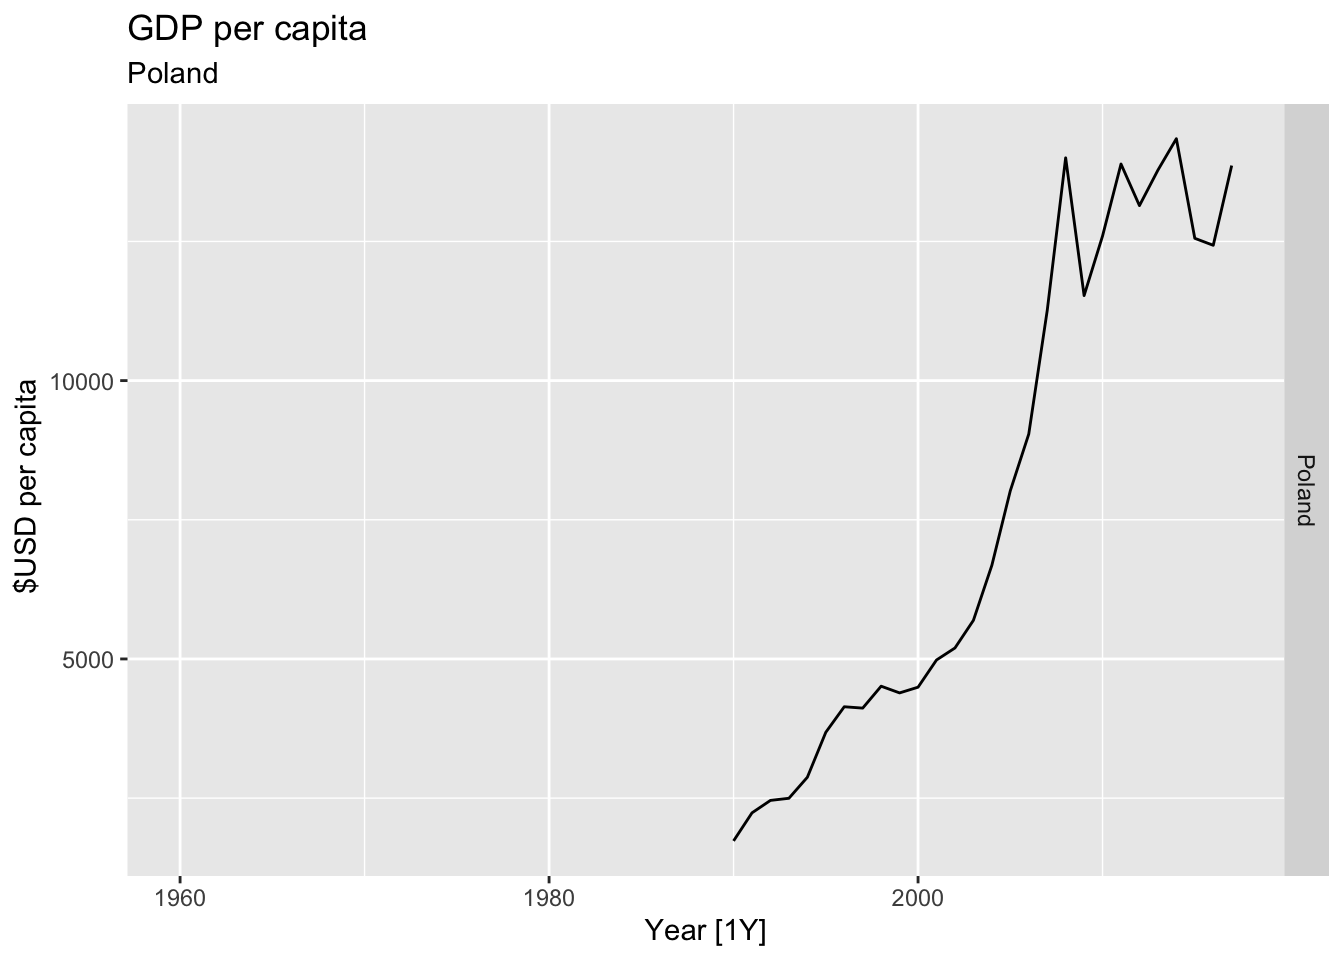 GDP per capita
Poland
$USD per capita
10000
5000
Poland
1960
1980
2000
Year [1Y]